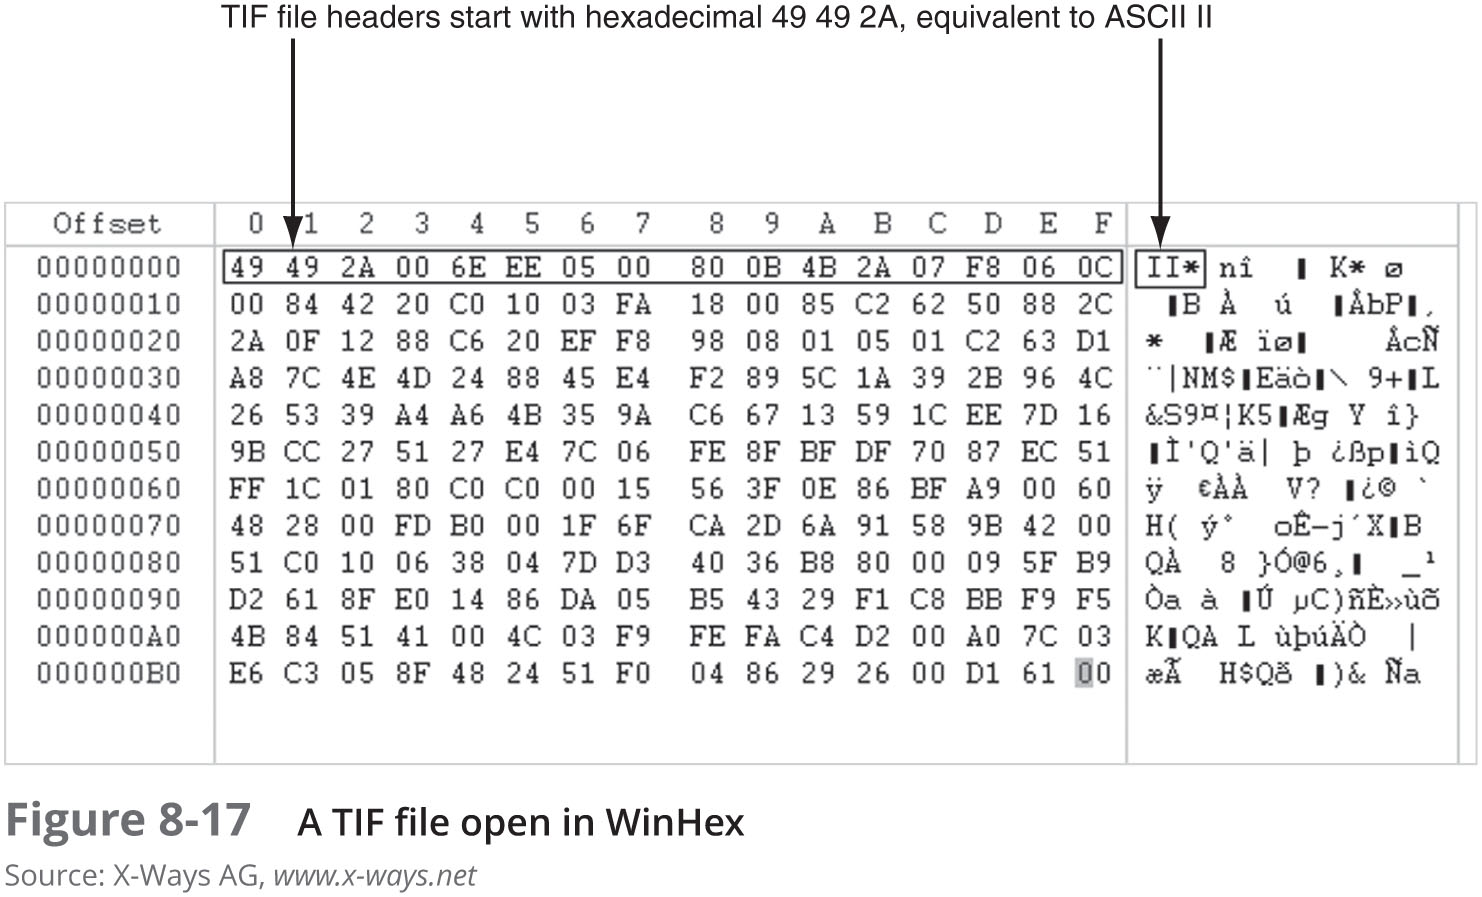 TIF file headers start with hexadecimal 49 49 2A, equivalent to ASCII II
Offset 0 1 2 3 4 5 6 7 8 9 A B C D E F
00000000 49 49 2A 00 6E EE 05 00 80 0B 4B 2A 07 F8 06 0C II* nî ▌ K* ø
00000010 00 84 42 20 C0 10 03 FA 18 00 85 C2 62 50 88 2C ▌B À ú ▌ÂbP▌,
00000020 2A 0F 12 88 C6 20 EF F8 98 08 01 05 01 C2 63 D1 * ▌Æ ïø▌ ÂcÑ
00000030 A8 7C 4E 4D 24 88 45 E4 F2 89 5C 1A 39 2B 96 4C ¨|NM$▌Eäò▌\ 9+▌L
00000040 26 53 39 A4 A6 4B 35 9A C6 67 13 59 1C EE 7D 16 &S9¤¦K5▌Æg Y î}
00000050 9B CC 27 51 27 E4 7C 06 FE 8F BF DF 70 87 EC 51 ▌Ì'Q'ä| þ ¿ßp▌ìQ
00000060 FF 1C 01 80 C0 C0 00 15 56 3F 0E 86 BF A9 00 60 ÿ €ÀÀ V? ▌¿© `
00000070 48 28 00 FD B0 00 1F 6F CA 2D 6A 91 58 9B 42 00 H( ý° oÊ-j´X▌B
00000080 51 C0 10 06 38 04 7D D3 40 36 B8 80 00 09 5F B9 QÀ 8 }Ó@6¸▌ _¹
00000090 D2 61 8F E0 14 86 DA 05 B5 43 29 F1 C8 BB F9 F5 Òa à ▌Ú µC)ñÈ»ùõ
000000A0 4B 84 51 41 00 4C 03 F9 FE FA C4 D2 00 A0 7C 03 K▌QA L ùþúÄÒ |
000000B0 E6 C3 05 8F 48 24 51 F0 04 86 29 26 00 D1 61 00 æÃ H$Qð ▌)& Ña
Figure 8-17 A TIF file open in WinHex
Source: X-Ways AG, www.x-ways.net